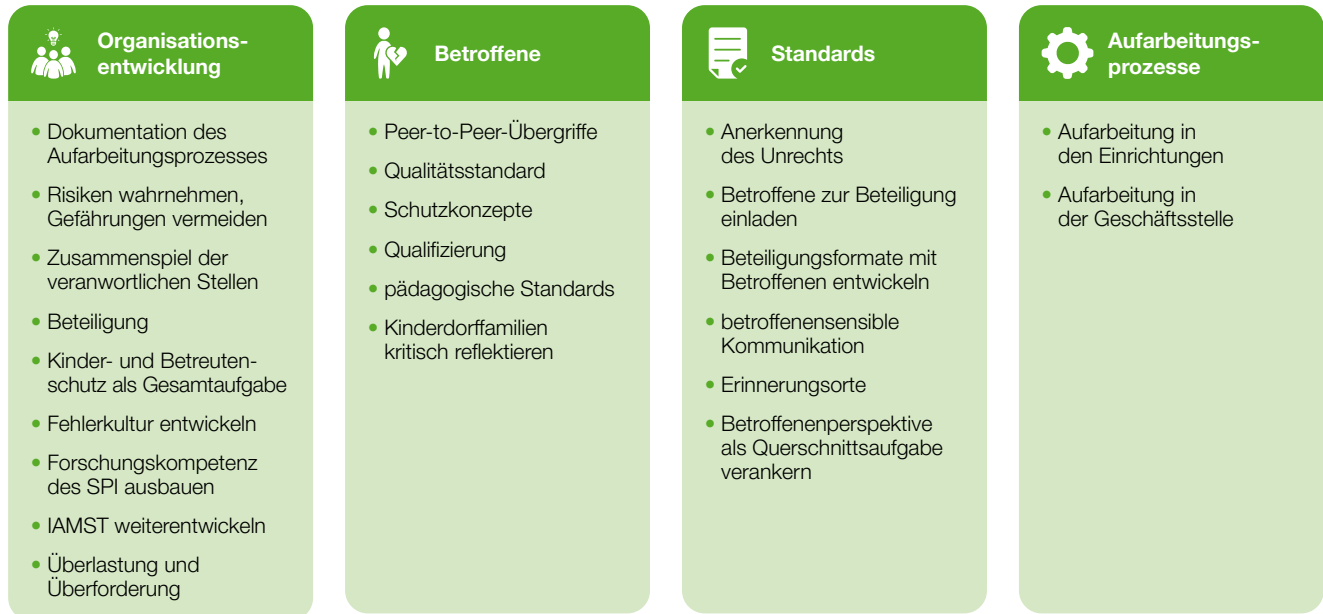 Organisations-
entwicklung
• Dokumentation des
Aufarbeitungsprozesses
• Risiken wahrnehmen,
Gefährungen vermeiden
• Zusammenspiel der
veranwortlichen Stellen
• Beteiligung
• Kinder- und Betreuten-
schutz als Gesamtaufgabe
• Fehlerkultur entwickeln
• Forschungskompetenz
des SPI ausbauen
• IAMST weiterentwickeln
• Überlastung und
Überforderung
Betroffene
• Peer-to-Peer-Übergriffe
• Qualitätsstandard
• Schutzkonzepte
• Qualifizierung
• pädagogische Standards
• Kinderdorffamilien
kritisch reflektieren
Standards
• Anerkennung
des Unrechts
• Betroffene zur Beteiligung
einladen
• Beteiligungsformate mit
Betroffenen entwickeln
• betroffenensensible
Kommunikation
• Erinnerungsorte
• Betroffenenperspektive
als Querschnittsaufgabe
verankern
Aufarbeitungs-
prozesse
• Aufarbeitung in
den Einrichtungen
• Aufarbeitung in
der Geschäftsstelle